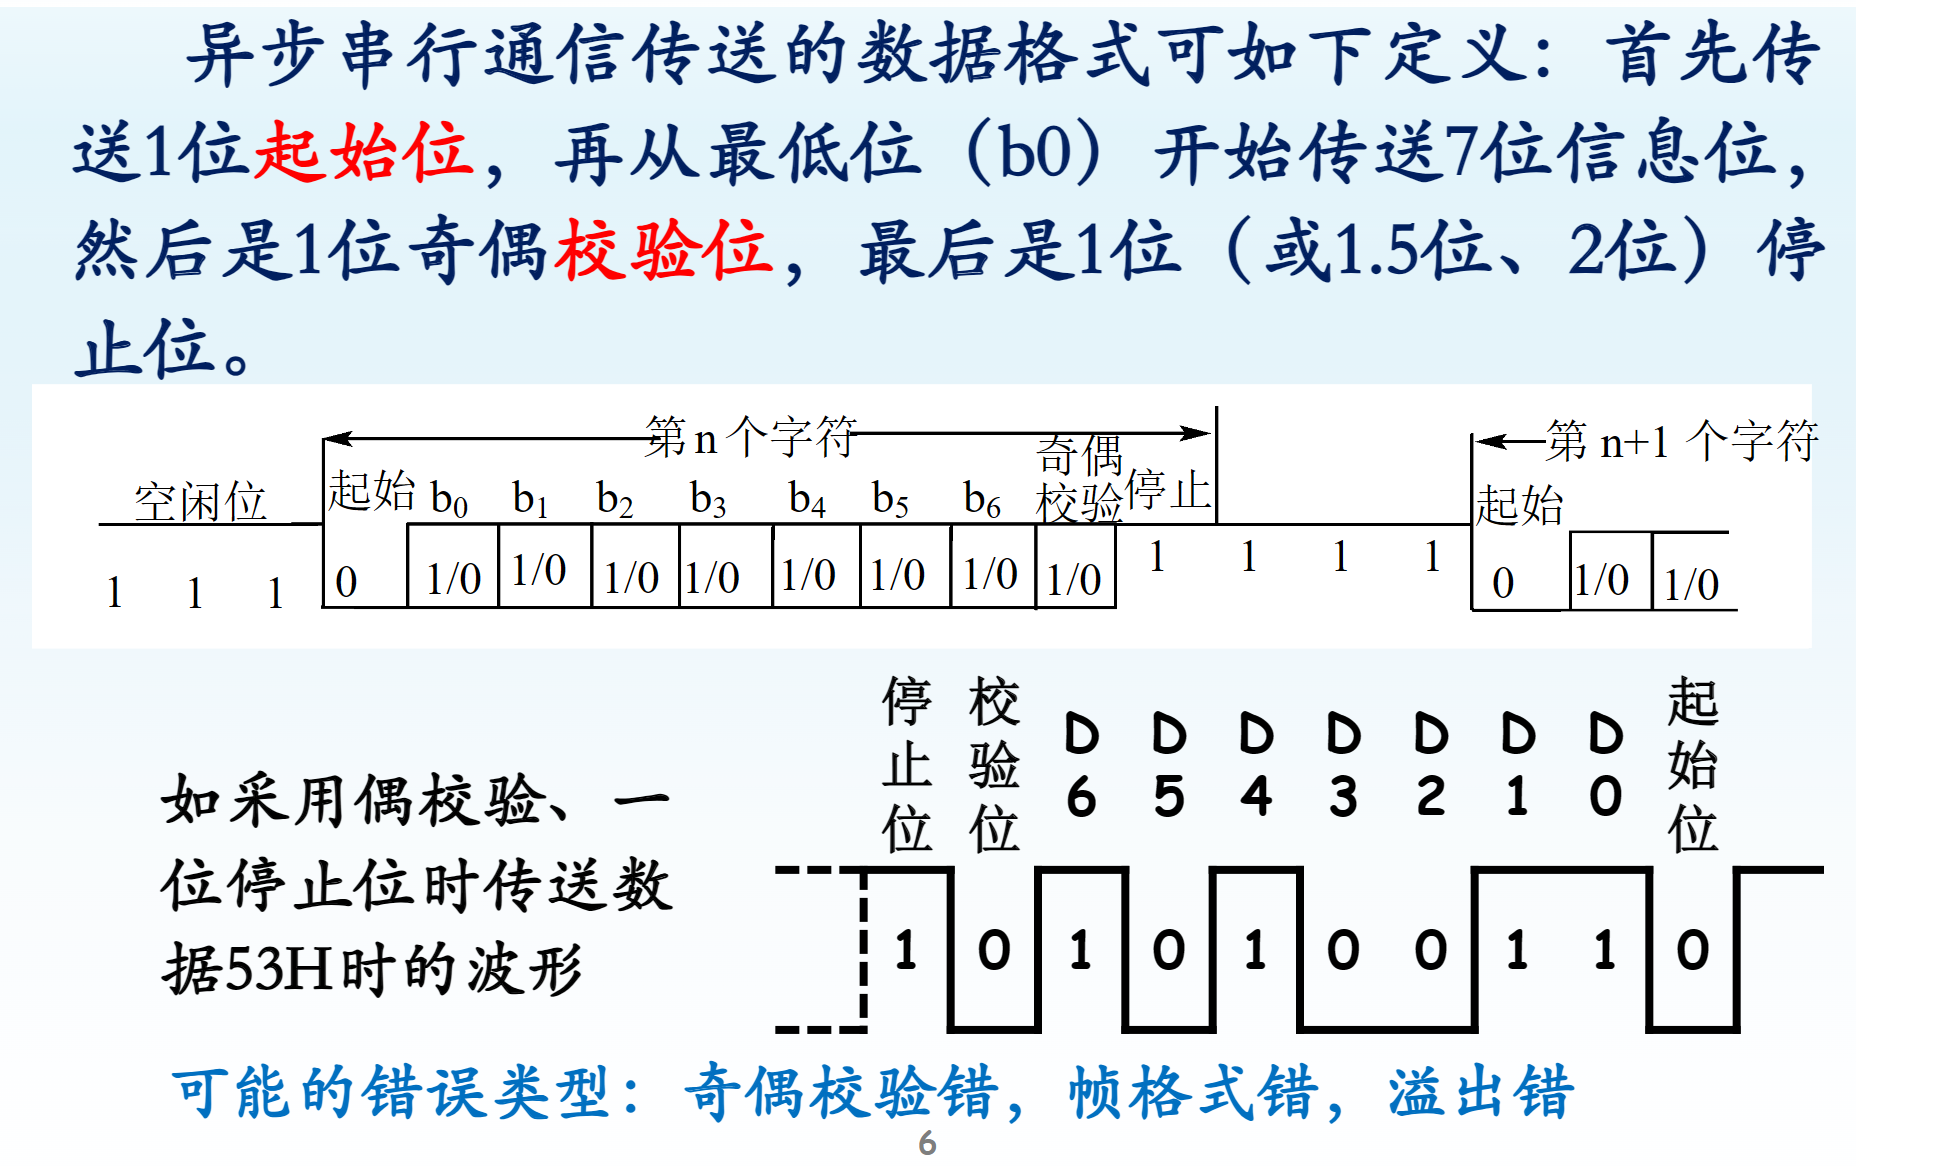 异步串行通信传送的数据格式可如下定义：首先传
送1位起始位，再从最低位（b0）开始传送7位信息位，
然后是1位奇偶校验位，最后是1位（或1.5位、2位）停
止位。
第n个字符
第 n+1 个字符
空闲位 起始 b0 b1 b2 b3 b4 b5 b6 奇偶校验 停止 起始
1 1 1 0 1/0 1/0 1/0 1/0 1/0 1/0 1/0 1/0 1 1 1 1 0 1/0 1/0
停止位 校验位 D6 D5 D4 D3 D2 D1 D0 起始位
1 0 1 0 1 0 0 1 1 0
如采用偶校验、一
位停止位时传送数
据53H时的波形
可能的错误类型：奇偶校验错，帧格式错，溢出错
6